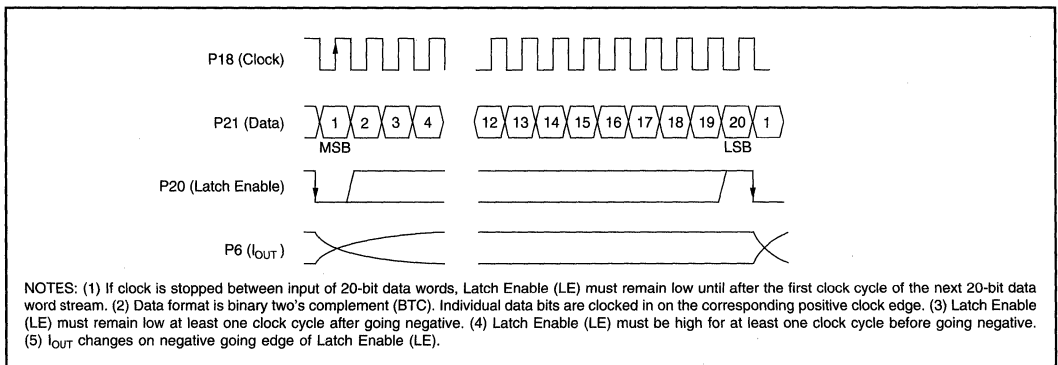 P18 (Clock)
P21 (Data)
1 2 3 4 12 13 14 15 16 17 18 19 20 1
MSB LSB
P20 (Latch Enable)
P6 (IOUT)
NOTES: (1) If clock is stopped between input of 20-bit data words, Latch Enable (LE) must remain low until after the first clock cycle of the next 20-bit data
word stream. (2) Data format is binary two's complement (BTC). Individual data bits are clocked in on the corresponding positive clock edge. (3) Latch Enable
(LE) must remain low at least one clock cycle after going negative. (4) Latch Enable (LE) must be high for at least one clock cycle before going negative.
(5) IOUT changes on negative going edge of Latch Enable (LE).